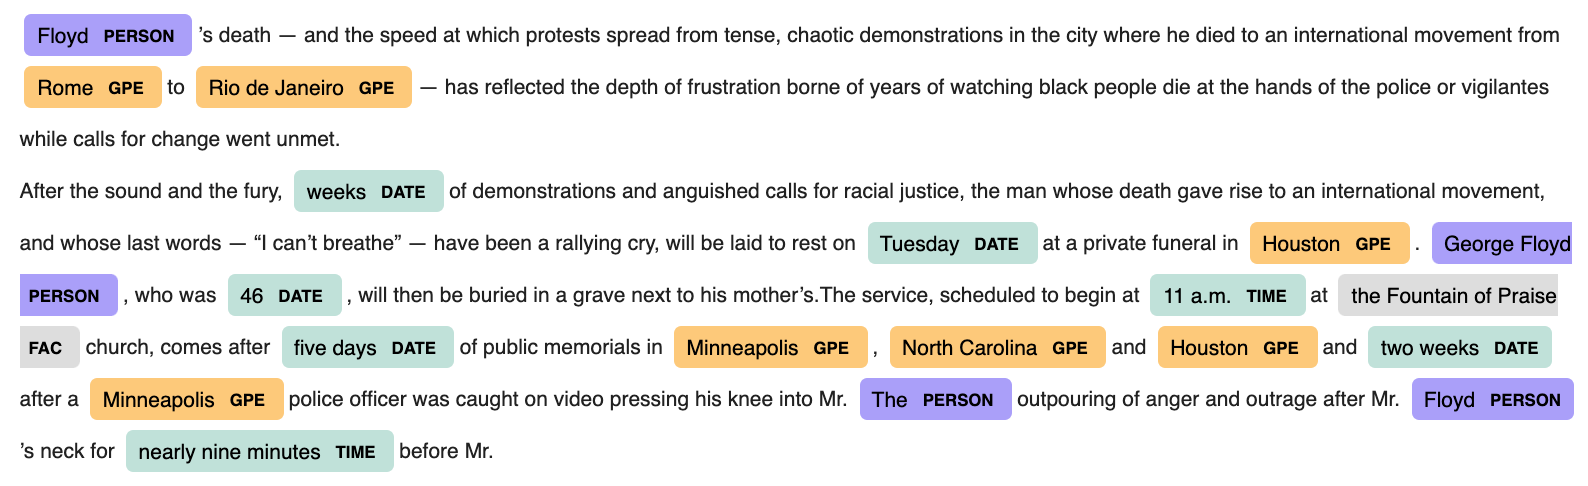 Floyd PERSON ’s death — and the speed at which protests spread from tense, chaotic demonstrations in the city where he died to an international movement from
Rome GPE to Rio de Janeiro GPE — has reflected the depth of frustration borne of years of watching black people die at the hands of the police or vigilantes
while calls for change went unmet.
After the sound and the fury, weeks DATE of demonstrations and anguished calls for racial justice, the man whose death gave rise to an international movement,
and whose last words — “I can’t breathe” — have been a rallying cry, will be laid to rest on Tuesday DATE at a private funeral in Houston GPE . George Floyd
PERSON , who was 46 DATE , will then be buried in a grave next to his mother’s.The service, scheduled to begin at 11 a.m. TIME at the Fountain of Praise
FAC church, comes after five days DATE of public memorials in Minneapolis GPE , North Carolina GPE and Houston GPE and two weeks DATE
after a Minneapolis GPE police officer was caught on video pressing his knee into Mr. The PERSON outpouring of anger and outrage after Mr. Floyd PERSON
’s neck for nearly nine minutes TIME before Mr.